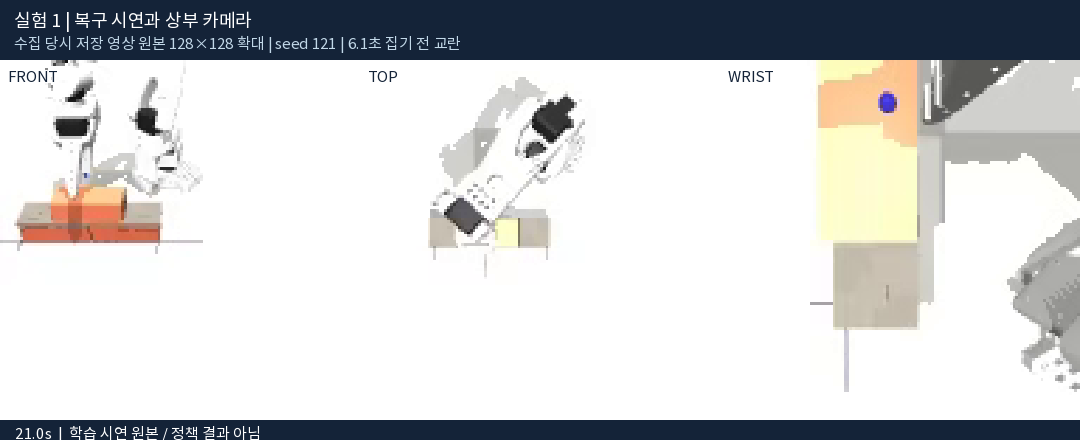 실험 1 | 복구 시연과 상부 카메라
수집 당시 저장 영상 원본 128×128 확대 | seed 121 | 6.1초 집기 전 교란
FRONT
TOP
WRIST
21.0s | 학습 시연 원본 / 정책 결과 아님